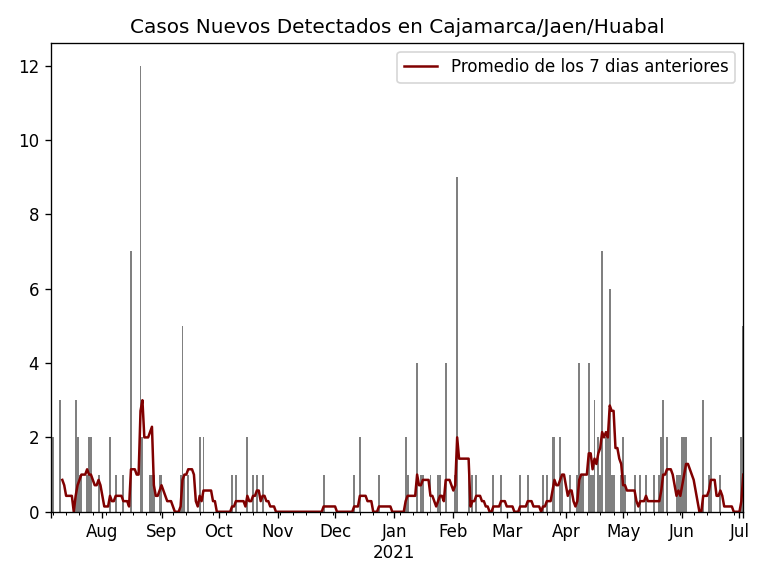 Casos Nuevos Detectados en Cajamarca/Jaen/Huabal
Promedio de los 7 dias anteriores
12
10
8
6
4
2
0
Aug Sep Oct Nov Dec Jan Feb Mar Apr May Jun Jul
2021